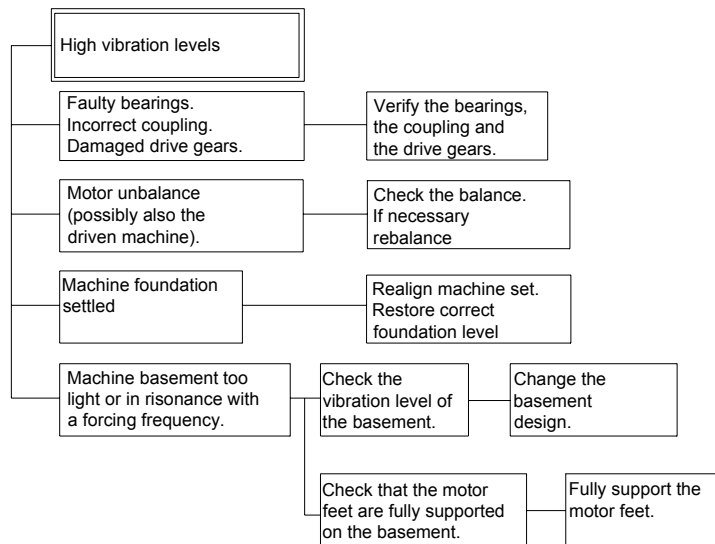 High vibration levels
Faulty bearings.
Incorrect coupling.
Damaged drive gears.
Verify the bearings,
the coupling and
the drive gears.
Motor unbalance
(possibly also the
driven machine).
Check the balance.
If necessary
rebalance
Machine foundation
settled
Realign machine set.
Restore correct
foundation level
Machine basement too
light or in risonance with
a forcing frequency.
Check the
vibration level of
the basement.
Change the
basement
design.
Check that the motor
feet are fully supported
on the basement.
Fully support the
motor feet.